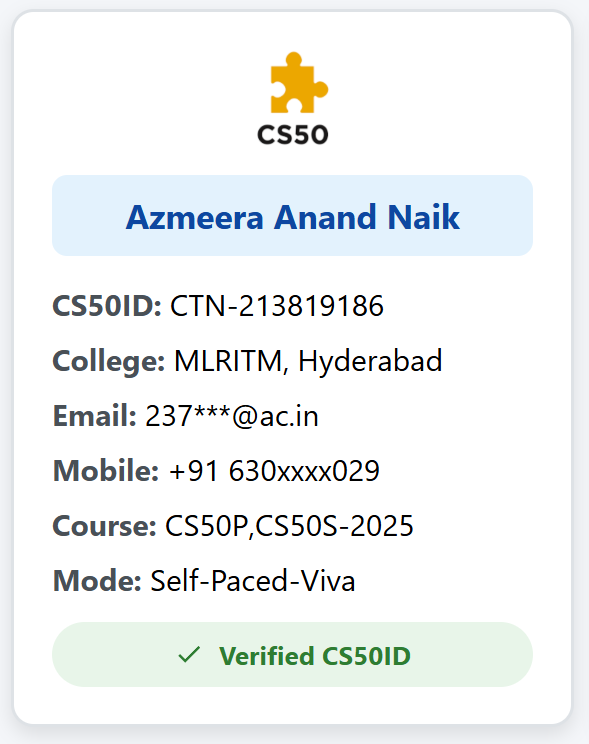 CS50
Azmeera Anand Naik
CS50ID: CTN-213819186
College: MLRITM, Hyderabad
Email: 237***@ac.in
Mobile: +91 630xxxx029
Course: CS50P,CS50S-2025
Mode: Self-Paced-Viva
✓ Verified CS50ID